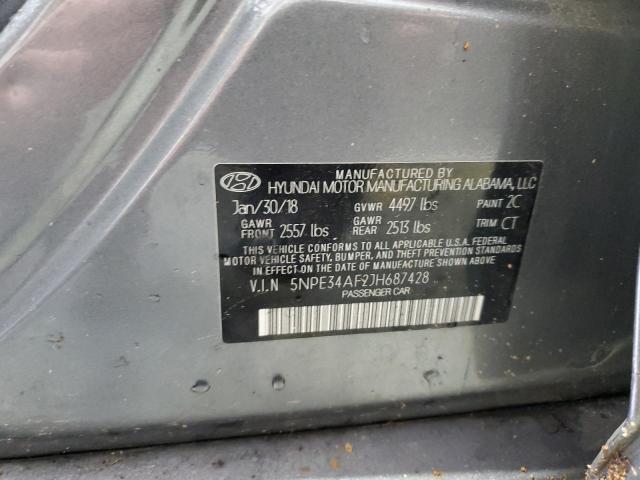 MANUFACTURED BY
HYUNDAI MOTOR MANUFACTURING ALABAMA, LLC
Jan/30/18 GVWR 4497 lbs PAINT 2C
GAWR FRONT 2557 lbs GAWR REAR 2513 lbs TRIM CT
THIS VEHICLE CONFORMS TO ALL APPLICABLE U.S.A. FEDERAL
MOTOR VEHICLE SAFETY, BUMPER, AND THEFT PREVENTION STANDARDS
IN EFFECT ON THE DATE OF MANUFACTURE SHOWN ABOVE.
V.I.N 5NPE34AF2JH687428
PASSENGER CAR